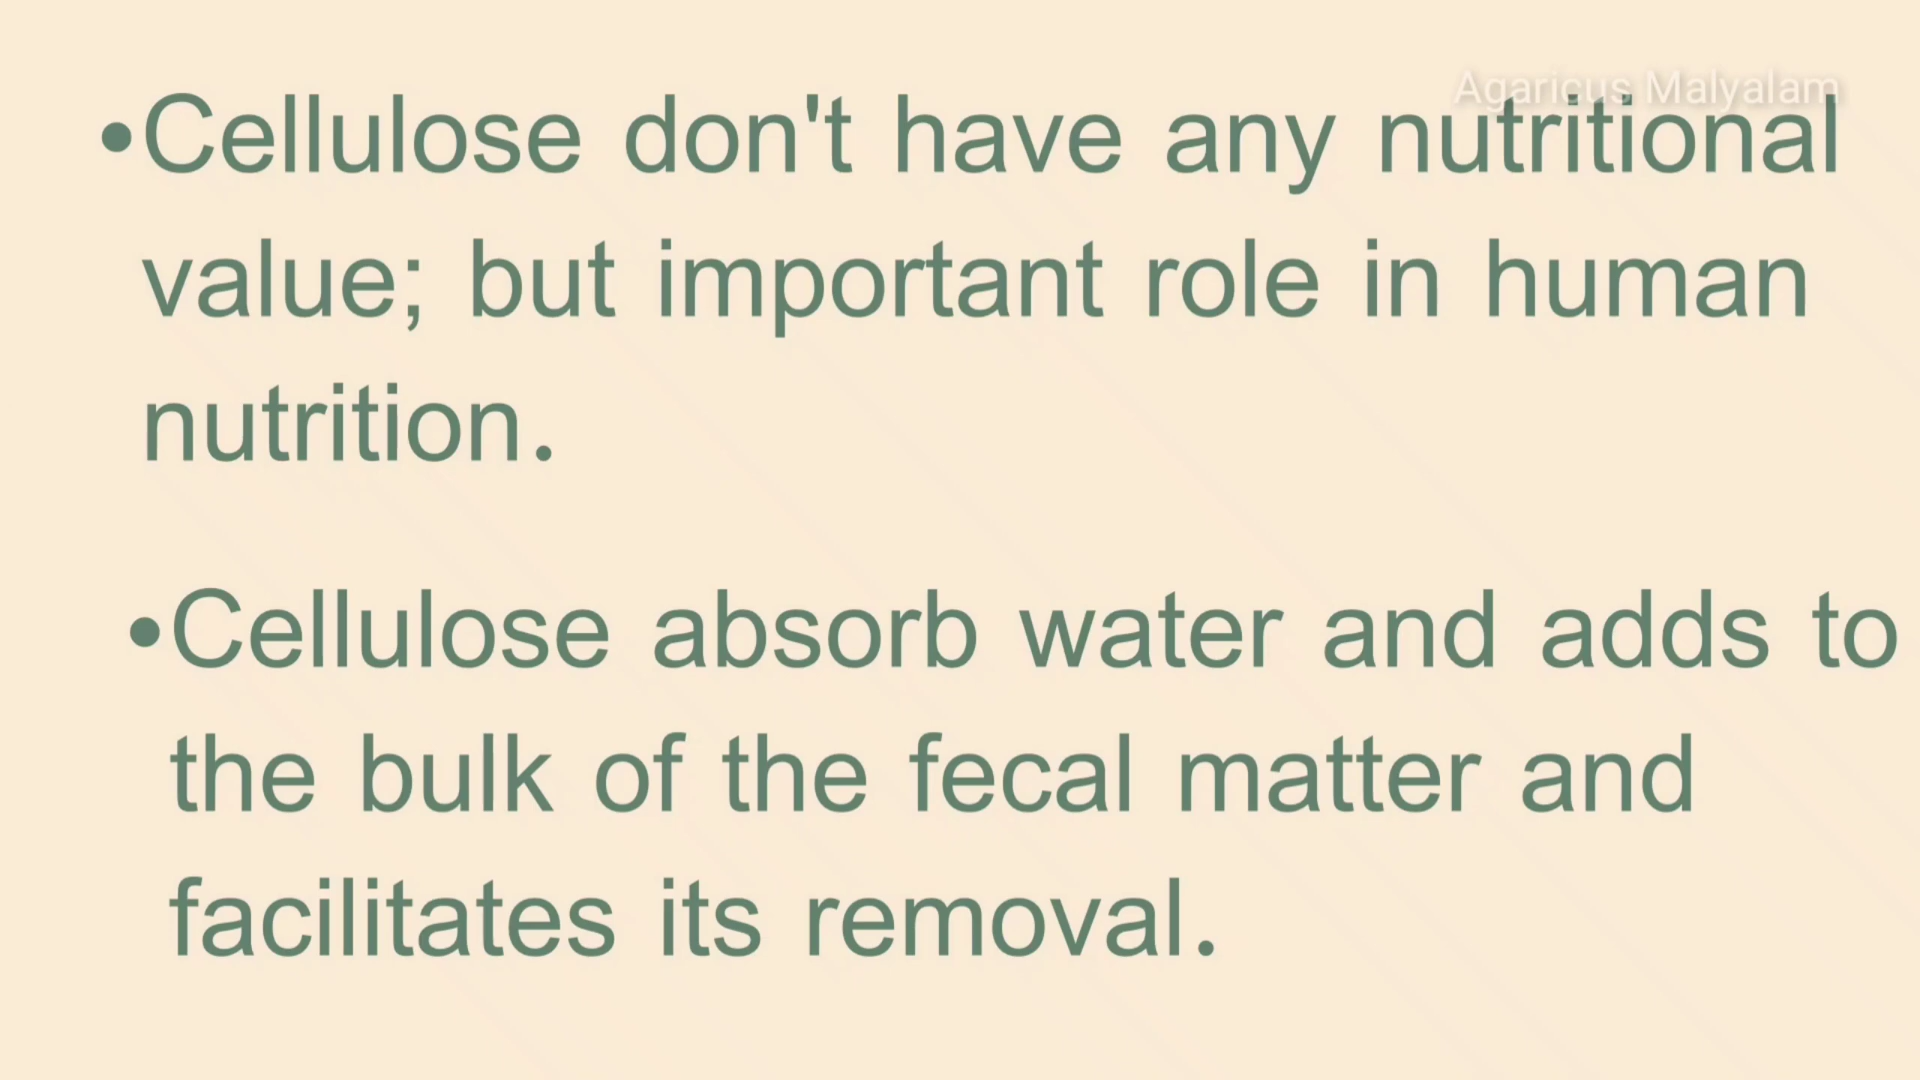 Agaricus Malyalam
•Cellulose don't have any nutritional
value; but important role in human
nutrition.
•Cellulose absorb water and adds to
the bulk of the fecal matter and
facilitates its removal.